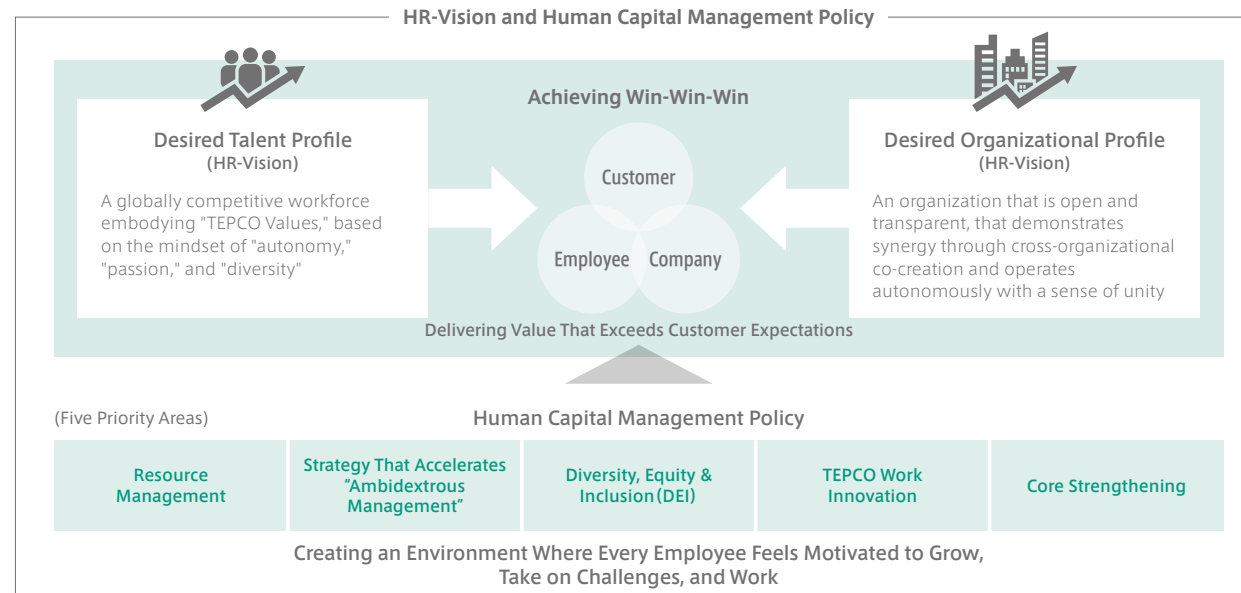 HR-Vision and Human Capital Management Policy
Desired Talent Profile
(HR-Vision)
A globally competitive workforce
embodying "TEPCO Values," based
on the mindset of "autonomy,"
"passion," and "diversity"
Achieving Win-Win-Win
Customer
Employee
Company
Delivering Value That Exceeds Customer Expectations
Desired Organizational Profile
(HR-Vision)
An organization that is open and
transparent, that demonstrates
synergy through cross-organizational
co-creation and operates
autonomously with a sense of unity
(Five Priority Areas)
Human Capital Management Policy
Resource
Management
Strategy That Accelerates
“Ambidextrous
Management”
Diversity, Equity &
Inclusion (DEI)
TEPCO Work
Innovation
Core Strengthening
Creating an Environment Where Every Employee Feels Motivated to Grow,
Take on Challenges, and Work